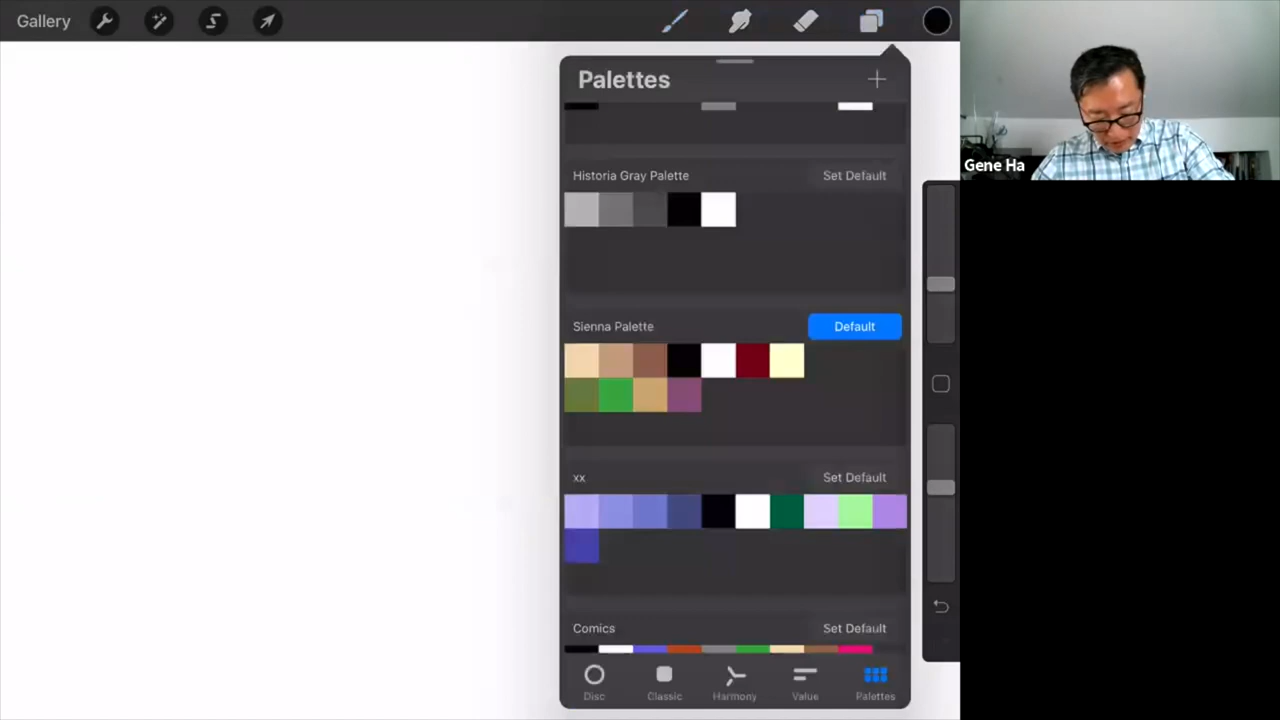 Gallery
Palettes
Gene Ha
Historia Gray Palette Set Default
Sienna Palette Default
xx Set Default
Comics Set Default
Disc Classic Harmony Value Palettes